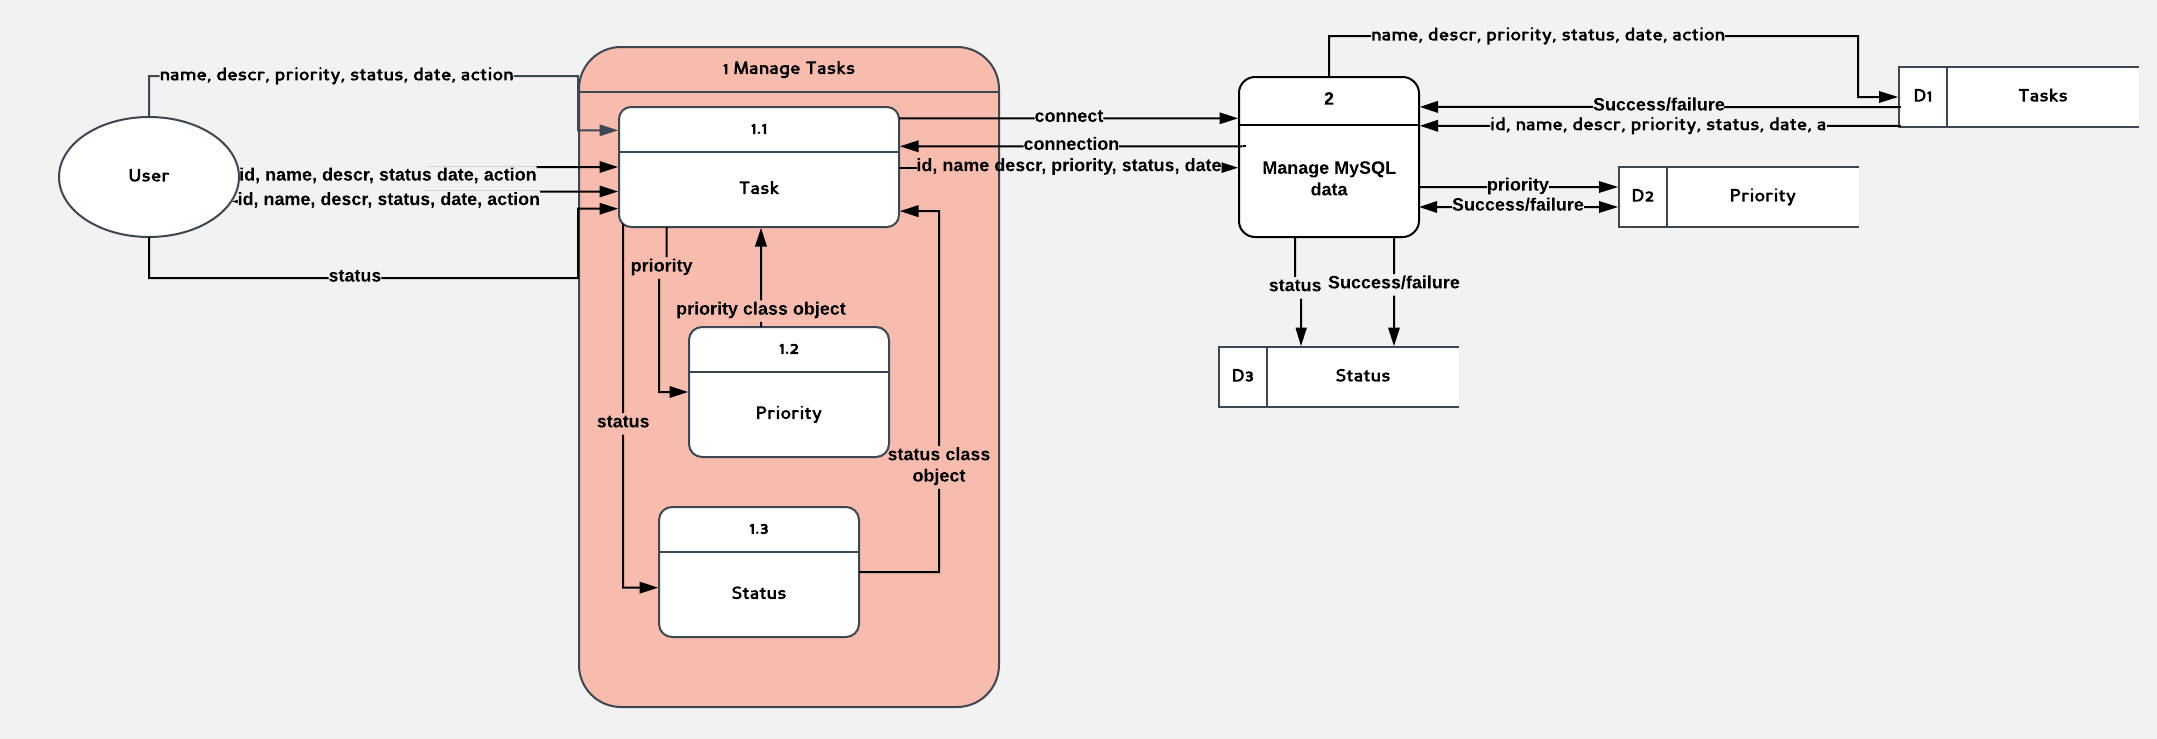 name, descr, priority, status, date, action
User
id, name, descr, status date, action
id, name, descr, status, date, action
status
1 Manage Tasks
1.1
Task
priority
priority class object
1.2
Priority
status
status class
object
1.3
Status
connect
connection
id, name descr, priority, status, date
2
Manage MySQL
data
name, descr, priority, status, date, action
Success/failure
id, name, descr, priority, status, date, a
D1
Tasks
priority
Success/failure
D2
Priority
status
Success/failure
D3
Status